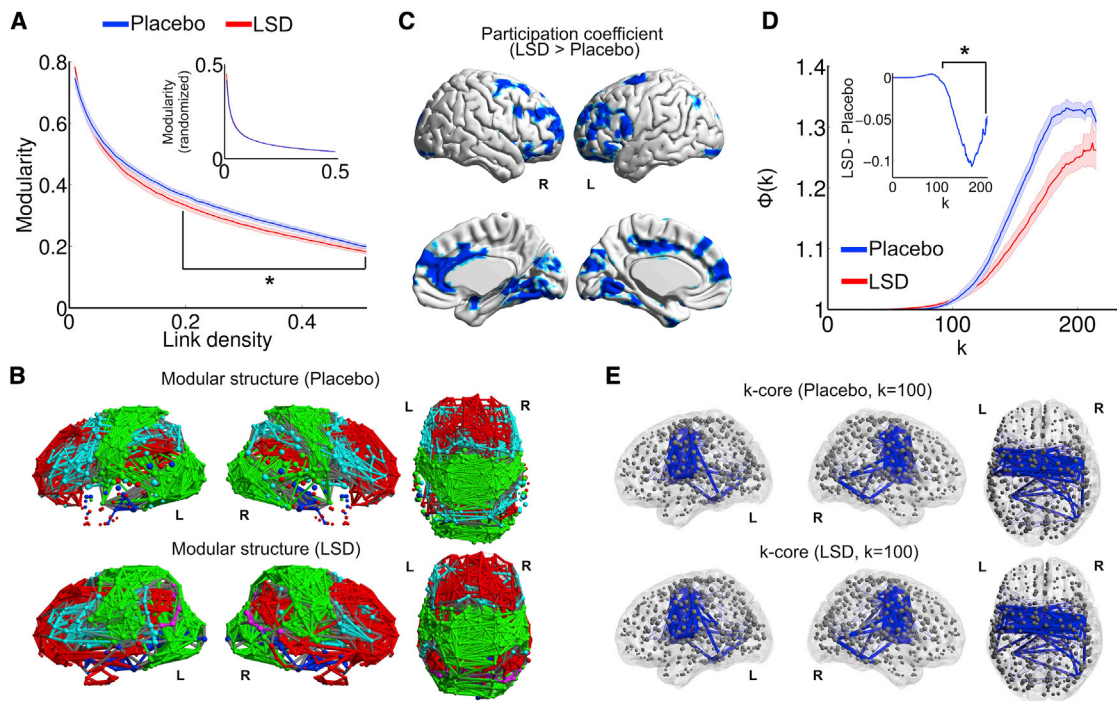 A
Placebo
LSD
Modularity
0.8
0.6
0.4
0.2
0
0
0.2
0.4
Link density
*
Modularity
(randomized)
0.5
0
0
0.5
B
Modular structure (Placebo)
L
R
L
R
Modular structure (LSD)
L
R
L
R
C
Participation coefficient
(LSD > Placebo)
R
L
D
Φ(k)
1.4
1.3
1.2
1.1
1
0
100
200
k
Placebo
LSD
LSD - Placebo
0
-0.05
-0.1
0
100
200
k
*
E
k-core (Placebo, k=100)
L
R
L
R
k-core (LSD, k=100)
L
R
L
R